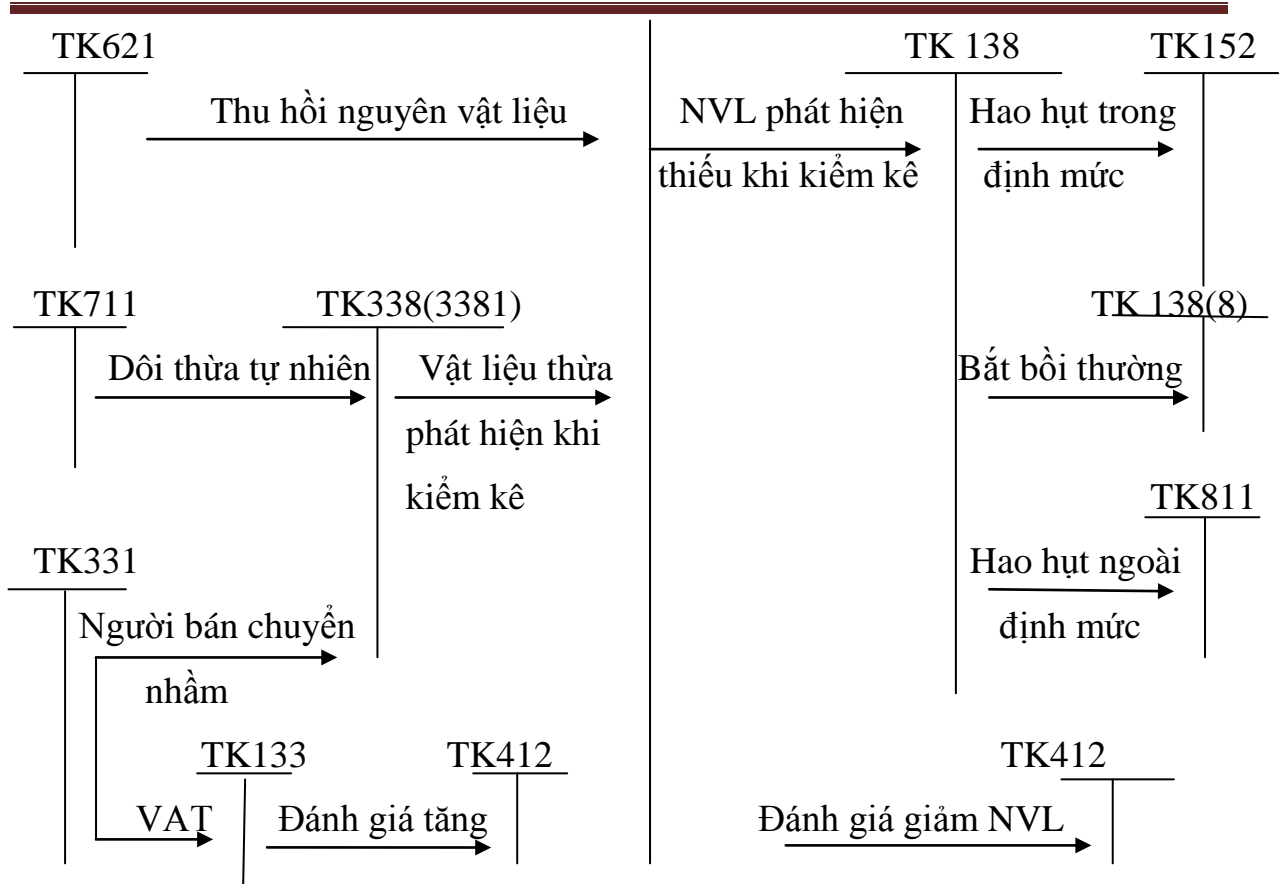 TK621
TK 138
TK152
Thu hồi nguyên vật liệu
NVL phát hiện
thiếu khi kiểm kê
Hao hụt trong
định mức
TK711
TK338(3381)
TK 138(8)
Dôi thừa tự nhiên
Vật liệu thừa
phát hiện khi
kiểm kê
Bắt bồi thường
TK811
TK331
Hao hụt ngoài
định mức
Người bán chuyển
nhầm
TK133
TK412
TK412
VAT
Đánh giá tăng
Đánh giá giảm NVL